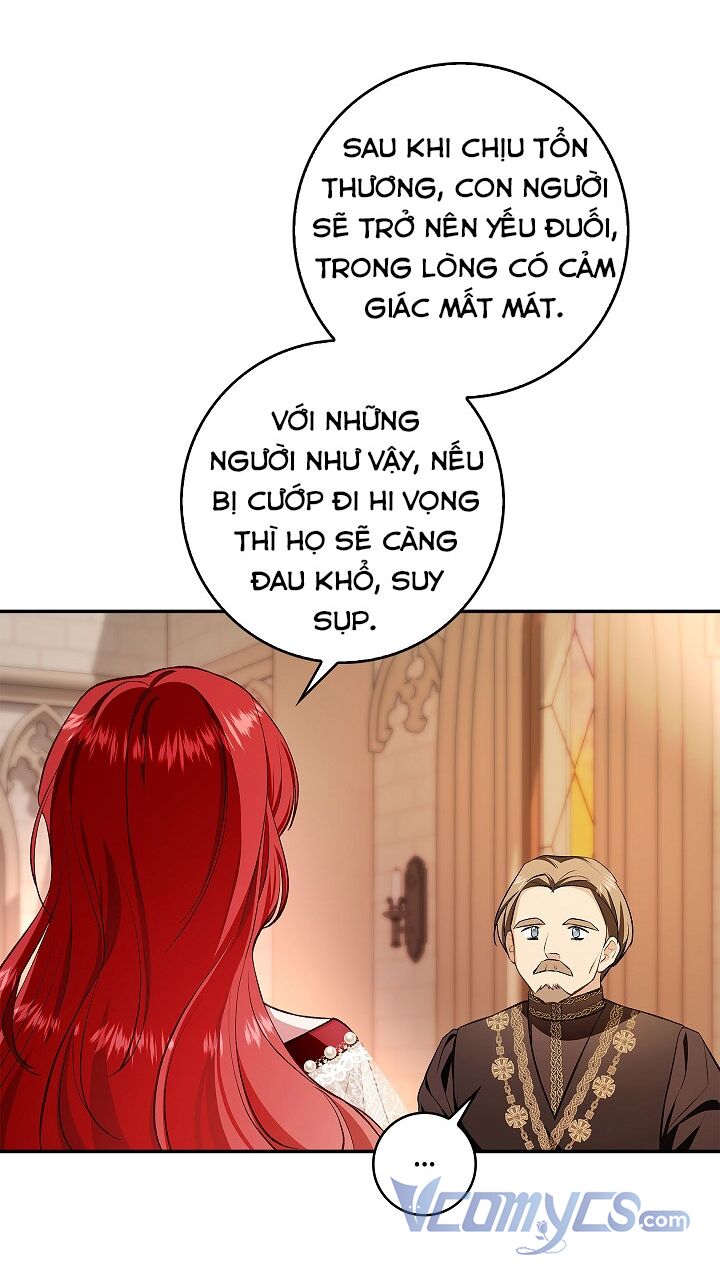 SAU KHI CHỊU TỔN
THƯƠNG, CON NGƯỜI
SẼ TRỞ NÊN YẾU ĐUỐI,
TRONG LÒNG CÓ CẢM
GIÁC MẤT MÁT.
VỚI NHỮNG
NGƯỜI NHƯ VẬY, NẾU
BỊ CƯỚP ĐI HI VỌNG
THÌ HỌ SẼ CÀNG
ĐAU KHỔ, SUY
SỤP.
...
VCOMYCS.com